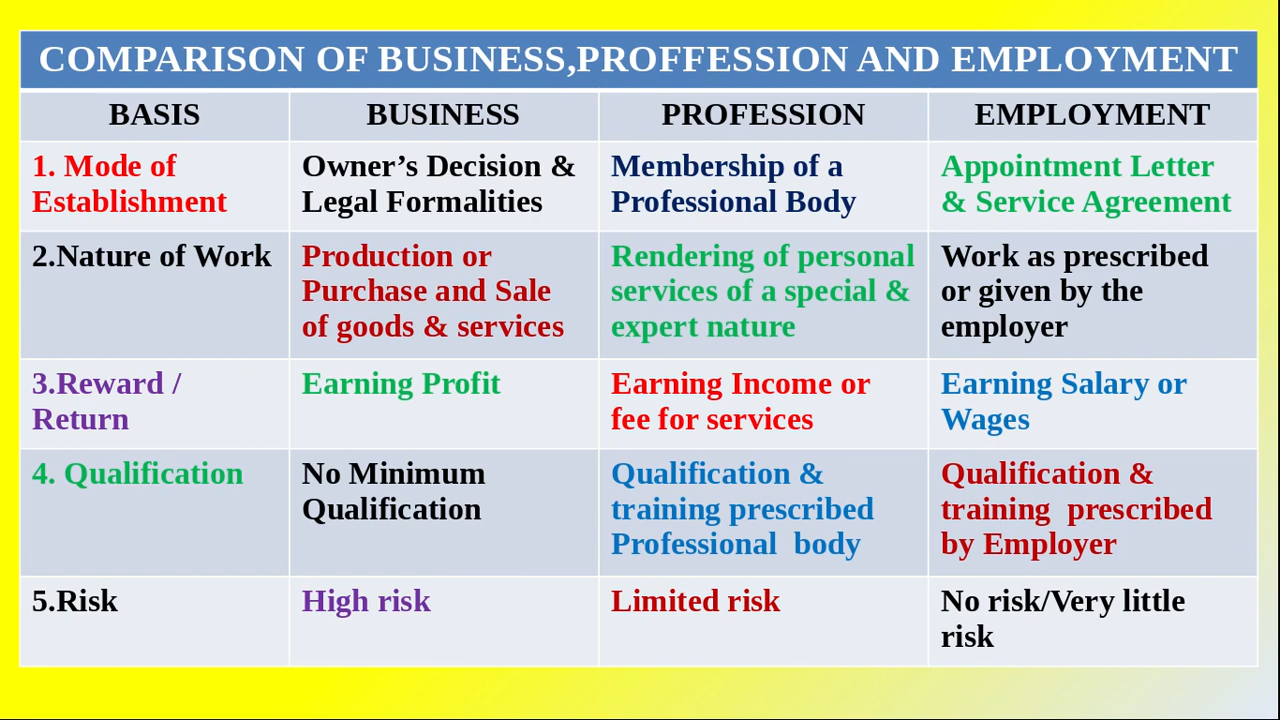 COMPARISON OF BUSINESS,PROFFESSION AND EMPLOYMENT
BASIS
BUSINESS
PROFESSION
EMPLOYMENT
1. Mode of
Establishment
Owner’s Decision &
Legal Formalities
Membership of a
Professional Body
Appointment Letter
& Service Agreement
2.Nature of Work
Production or
Purchase and Sale
of goods & services
Rendering of personal
services of a special &
expert nature
Work as prescribed
or given by the
employer
3.Reward /
Return
Earning Profit
Earning Income or
fee for services
Earning Salary or
Wages
4. Qualification
No Minimum
Qualification
Qualification &
training prescribed
Professional  body
Qualification &
training  prescribed
by Employer
5.Risk
High risk
Limited risk
No risk/Very little
risk